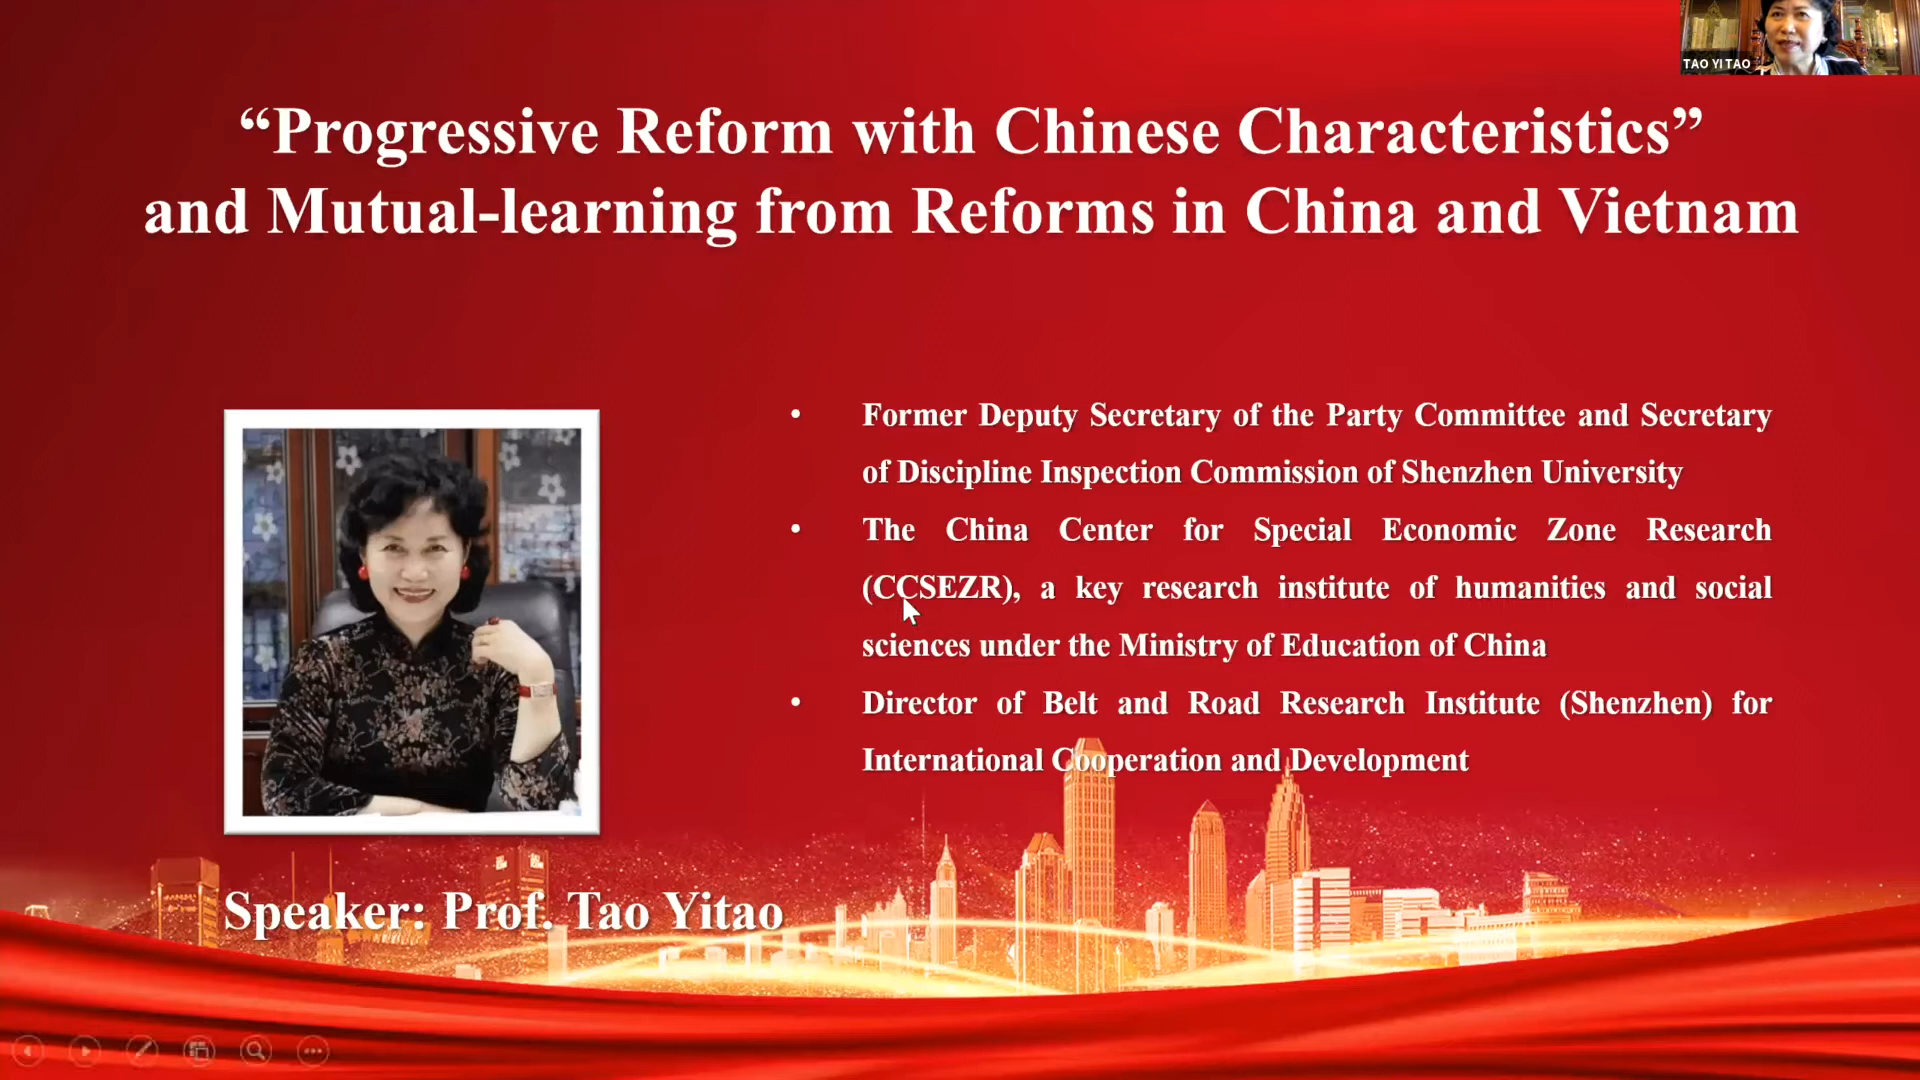 TAO YI TAO
“Progressive Reform with Chinese Characteristics”
and Mutual-learning from Reforms in China and Vietnam
• Former Deputy Secretary of the Party Committee and Secretary
of Discipline Inspection Commission of Shenzhen University
• The China Center for Special Economic Zone Research
(CCSEZR), a key research institute of humanities and social
sciences under the Ministry of Education of China
• Director of Belt and Road Research Institute (Shenzhen) for
International Cooperation and Development
Speaker: Prof. Tao Yitao